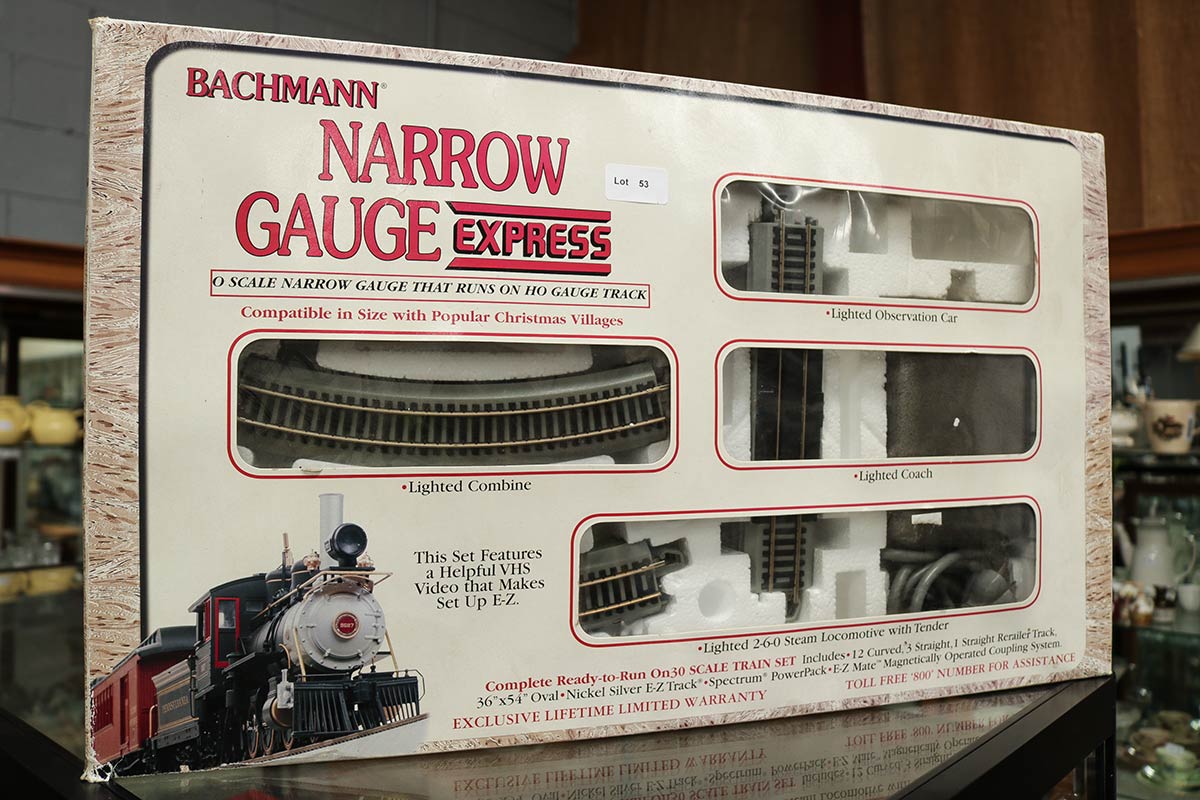 BACHMANN®
NARROW
GAUGE EXPRESS
Lot 53
O SCALE NARROW GAUGE THAT RUNS ON HO GAUGE TRACK
Compatible in Size with Popular Christmas Villages
•Lighted Observation Car
•Lighted Combine
•Lighted Coach
This Set Features
a Helpful VHS
Video that Makes
Set Up E-Z.
•Lighted 2-6-0 Steam Locomotive with Tender
Complete Ready-to-Run On30 SCALE TRAIN SET Includes•12 Curved, 3 Straight, 1 Straight Rerailer Track,
36"x54" Oval•Nickel Silver E-Z Track®•Spectrum® PowerPack•E-Z Mate™ Magnetically Operated Coupling System.
EXCLUSIVE LIFETIME LIMITED WARRANTY TOLL FREE '800' NUMBER FOR ASSISTANCE
PENNSYLVANIA